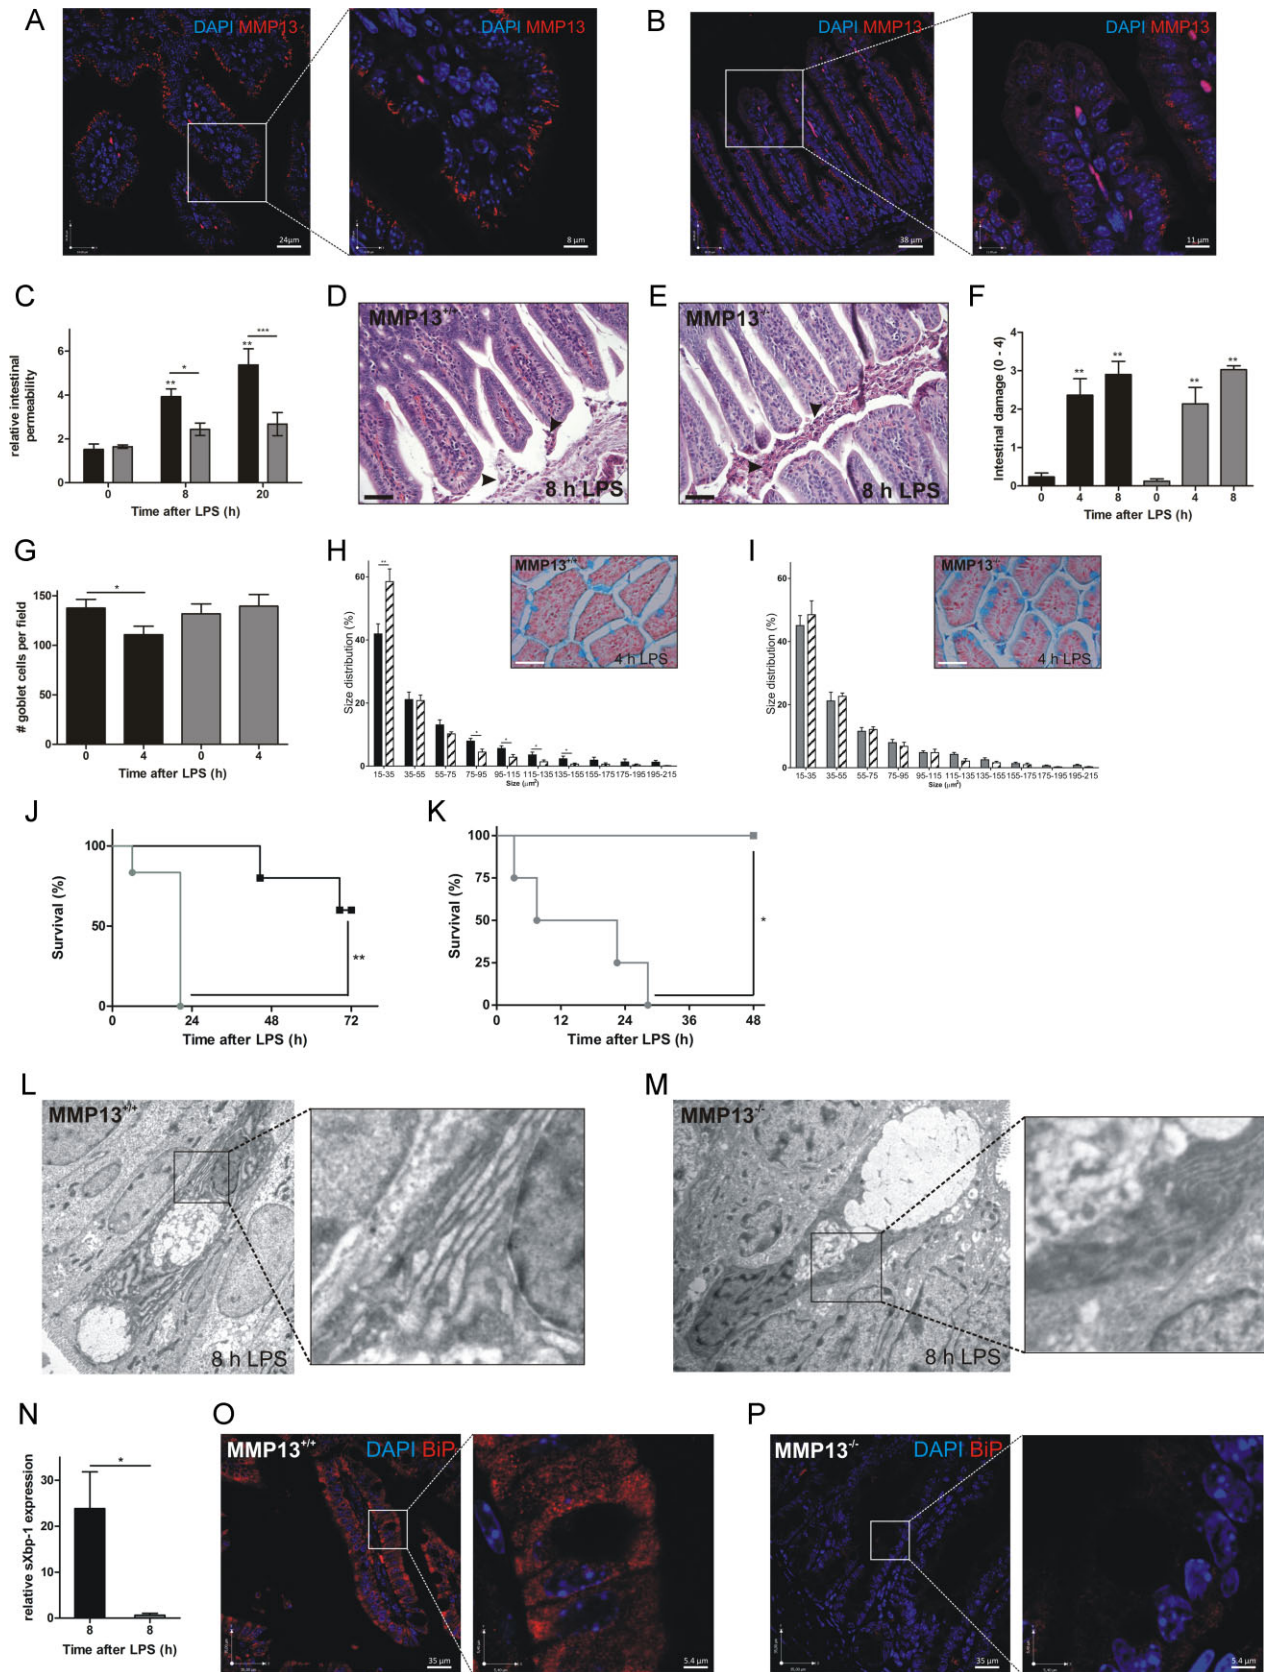 A
DAPI MMP13
DAPI MMP13
24µm
8 µm
B
DAPI MMP13
DAPI MMP13
38 µm
11 µm
C
relative intestinal permeability
6
4
2
0
**
*
**
***
0 8 20
Time after LPS (h)
D
MMP13+/+
8 h LPS
E
MMP13-/-
8 h LPS
F
Intestinal damage (0 - 4)
4
3
2
1
0
** ** ** **
0 4 8 0 4 8
Time after LPS (h)
G
# goblet cells per field
150
100
50
0
*
0 4 0 4
Time after LPS (h)
H
Size distribution (%)
60
40
20
0
**
* * * *
MMP13+/+
4 h LPS
15-35 35-55 55-75 75-95 95-115 115-135 135-155 155-175 175-195 195-215
Size (µm²)
I
Size distribution (%)
60
40
20
0
MMP13-/-
4 h LPS
15-35 35-55 55-75 75-95 95-115 115-135 135-155 155-175 175-195 195-215
Size (µm²)
J
Survival (%)
100
50
0
**
0 24 48 72
Time after LPS (h)
K
Survival (%)
100
75
50
25
0
*
0 12 24 36 48
Time after LPS (h)
L
MMP13+/+
8 h LPS
M
MMP13-/-
8 h LPS
N
relative sXbp-1 expression
30
20
10
0
*
8 8
Time after LPS (h)
O
MMP13+/+ DAPI BiP
35 µm
5.4 µm
P
MMP13-/- DAPI BiP
35 µm
5.4 µm